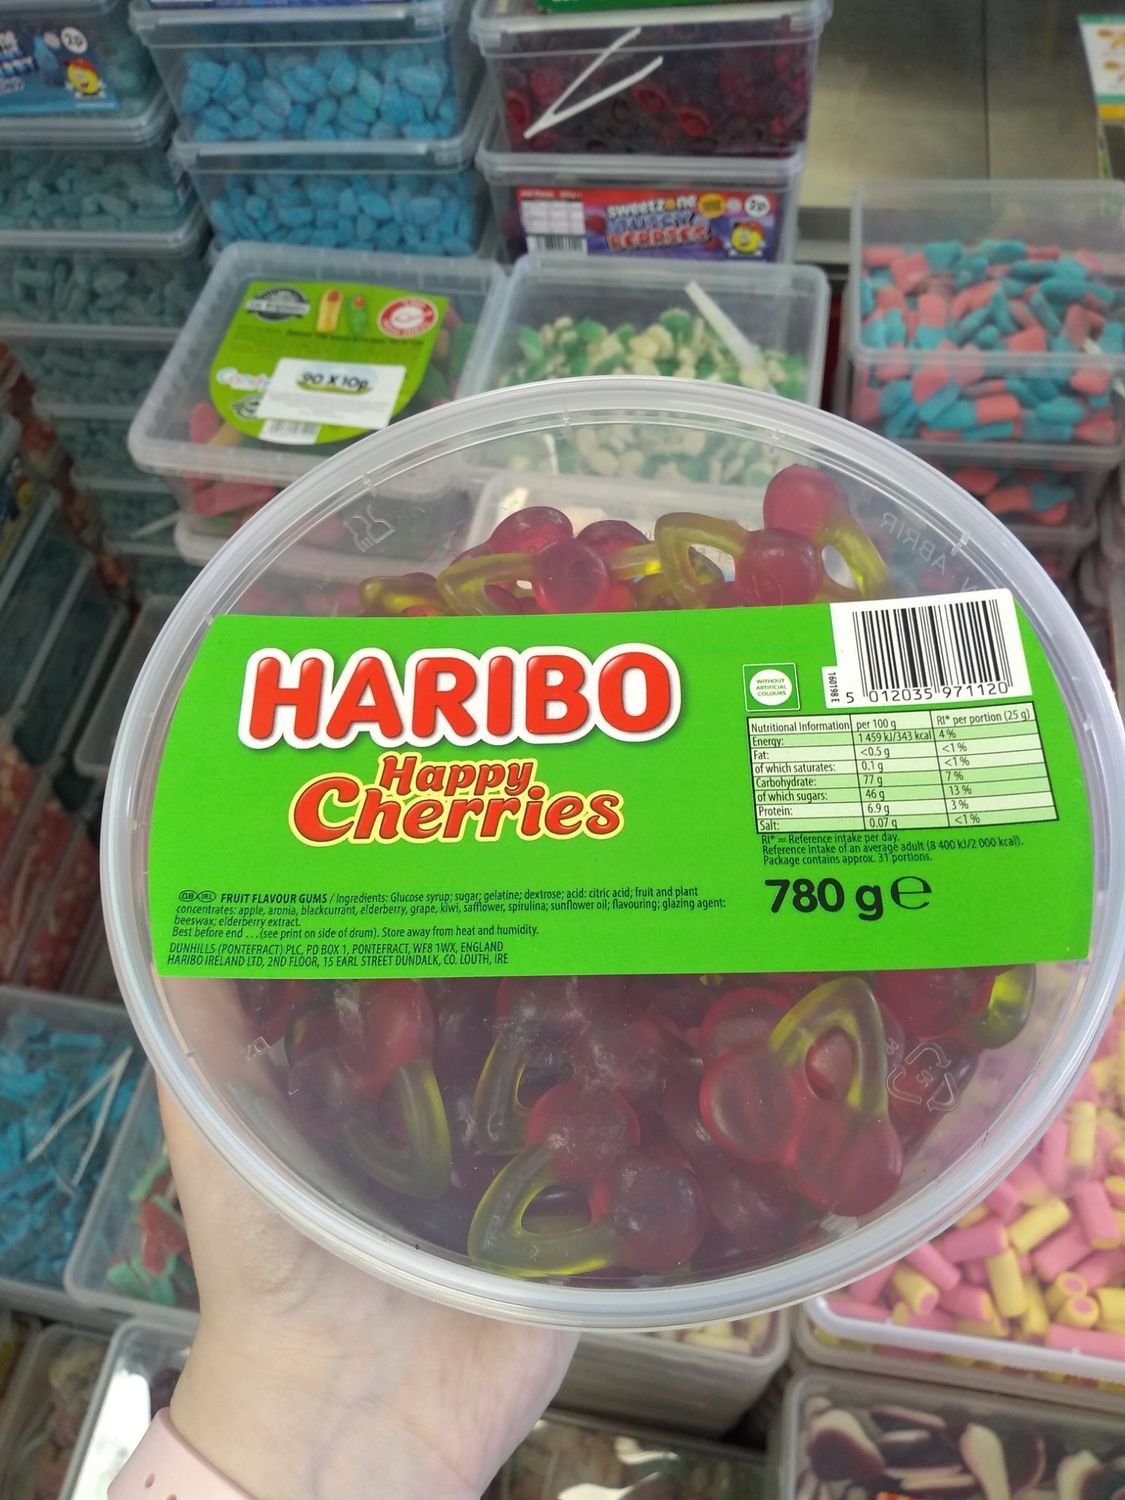 2p
2p
SWEETZONE
BERRIES
90 X 10p
FABRIR
HARIBO
Happy
Cherries
WITHOUT
ARTIFICIAL
COLOURS
160198 E
5 012035 971120
Nutritional Information per 100 g RI* per portion (25 g)
Energy: 1 459 kJ/343 kcal 4 %
Fat: <0.5 g <1 %
of which saturates: 0.1 g <1 %
Carbohydrate: 77 g 7 %
of which sugars: 46 g 13 %
Protein: 6.9 g 3 %
Salt: 0.07 g <1 %
RI* = Reference intake per day.
Reference intake of an average adult (8 400 kJ/2 000 kcal).
Package contains approx. 31 portions.
780 g ℮
GB IRL FRUIT FLAVOUR GUMS / Ingredients: Glucose syrup; sugar; gelatine; dextrose; acid: citric acid; fruit and plant
concentrates: apple, aronia, blackcurrant, elderberry, grape, kiwi, safflower, spirulina; sunflower oil; flavouring; glazing agent:
beeswax; elderberry extract.
Best before end ...(see print on side of drum). Store away from heat and humidity.
DUNHILLS (PONTEFRACT) PLC, PO BOX 1, PONTEFRACT, WF8 1WX, ENGLAND
HARIBO IRELAND LTD, 2ND FLOOR, 15 EARL STREET DUNDALK, CO. LOUTH, IRE
05